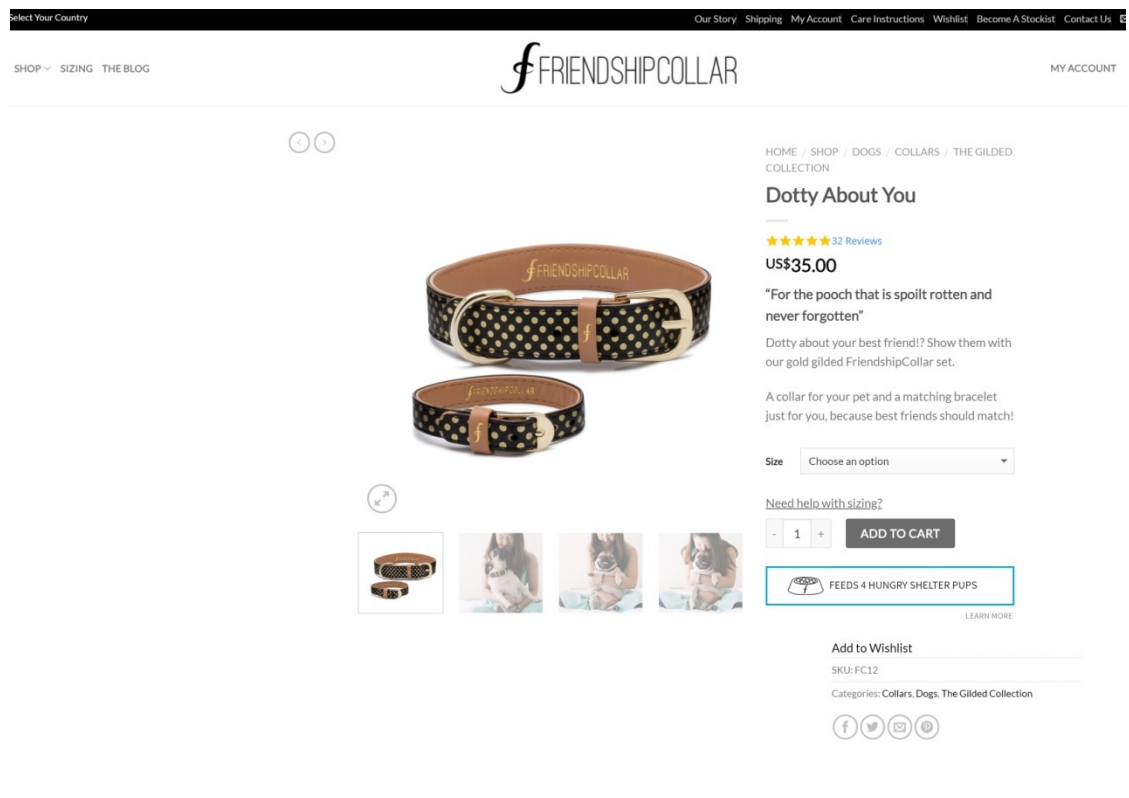 Select Your Country
Our Story Shipping My Account Care Instructions Wishlist Become A Stockist Contact Us
SHOP SIZING THE BLOG
f FRIENDSHIPCOLLAR
MY ACCOUNT
HOME / SHOP / DOGS / COLLARS / THE GILDED
COLLECTION
Dotty About You
32 Reviews
US$35.00
“For the pooch that is spoilt rotten and
never forgotten”
Dotty about your best friend!? Show them with
our gold gilded FriendshipCollar set.
A collar for your pet and a matching bracelet
just for you, because best friends should match!
f FRIENDSHIPCOLLAR
f
f FRIENDSHIPCOLLAR
f
Size Choose an option
Need help with sizing?
- 1 + ADD TO CART
FEEDS 4 HUNGRY SHELTER PUPS
LEARN MORE
Add to Wishlist
SKU: FC12
Categories: Collars, Dogs, The Gilded Collection